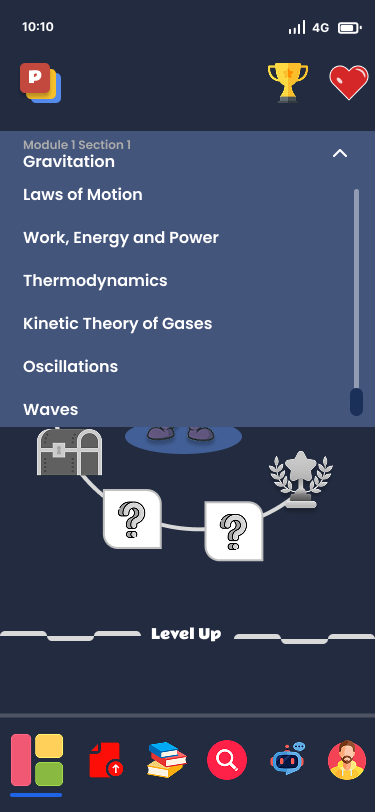 10:10
4G
P
Module 1 Section 1
Gravitation
Laws of Motion
Work, Energy and Power
Thermodynamics
Kinetic Theory of Gases
Oscillations
Waves
? ?
Level Up